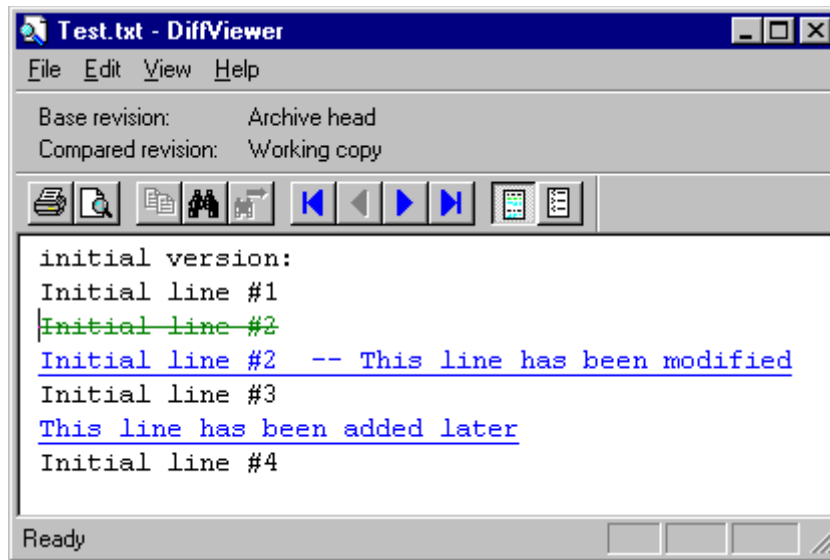 Test.txt - DiffViewer
File Edit View Help
Base revision: Archive head
Compared revision: Working copy
initial version:
Initial line #1
Initial line #2
Initial line #2  -- This line has been modified
Initial line #3
This line has been added later
Initial line #4
Ready